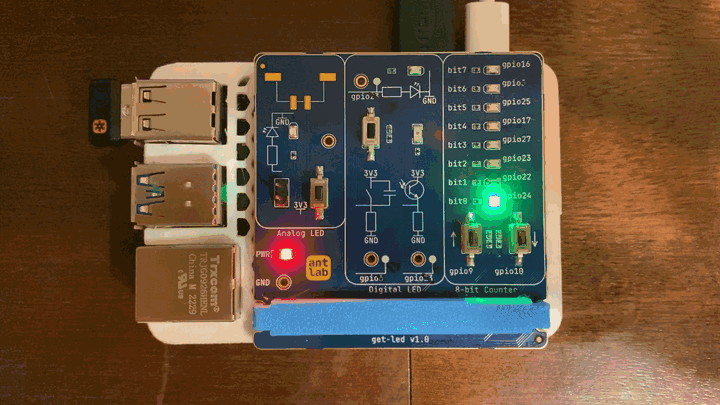 bit7 gpio16
bit6
bit5 gpio25
bit4 gpio17
bit3 gpio27
bit2 gpio23
bit1 gpio22
bit0 gpio24
↑ ↓
gpio9 gpio10
8-bit Counter
GND
3V3 3V3
GND GND
Digital LED
GND
3V3
Analog LED
PWR
ant
lab
GND
get-led v1.0
Trxcom®
China M 2229